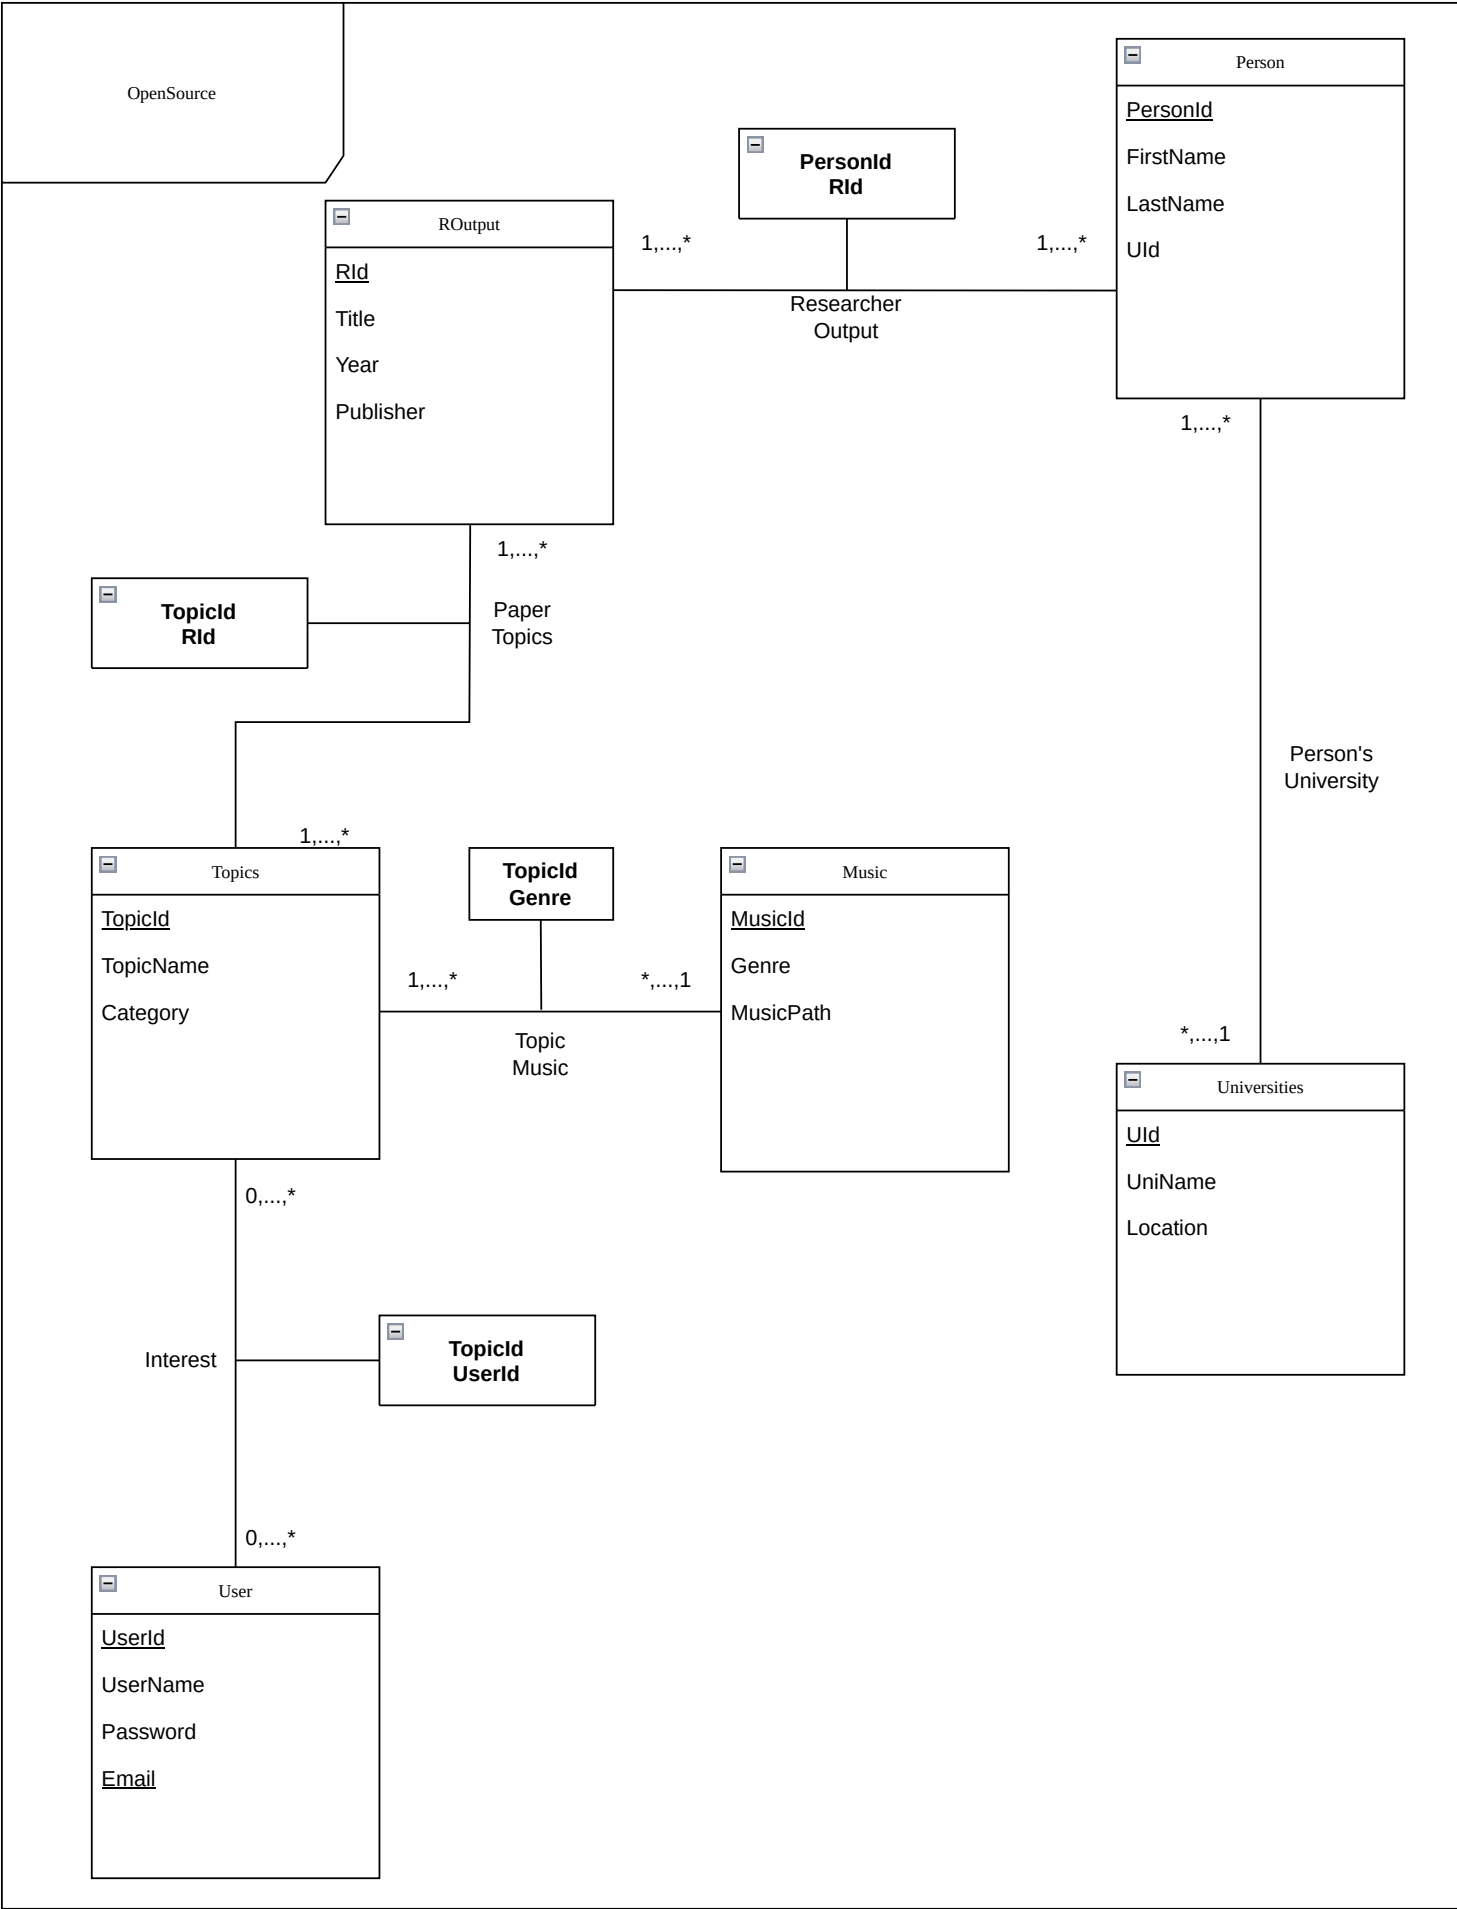 OpenSource
Person
PersonId
FirstName
LastName
UId
PersonId
RId
ROutput
RId
Title
Year
Publisher
1,...,*
1,...,*
Researcher
Output
1,...,*
1,...,*
TopicId
RId
Paper
Topics
Person's
University
1,...,*
Topics
TopicId
TopicName
Category
TopicId
Genre
Music
MusicId
Genre
MusicPath
1,...,*
*,...,1
Topic
Music
*,...,1
Universities
UId
UniName
Location
0,...,*
Interest
TopicId
UserId
0,...,*
User
UserId
UserName
Password
Email